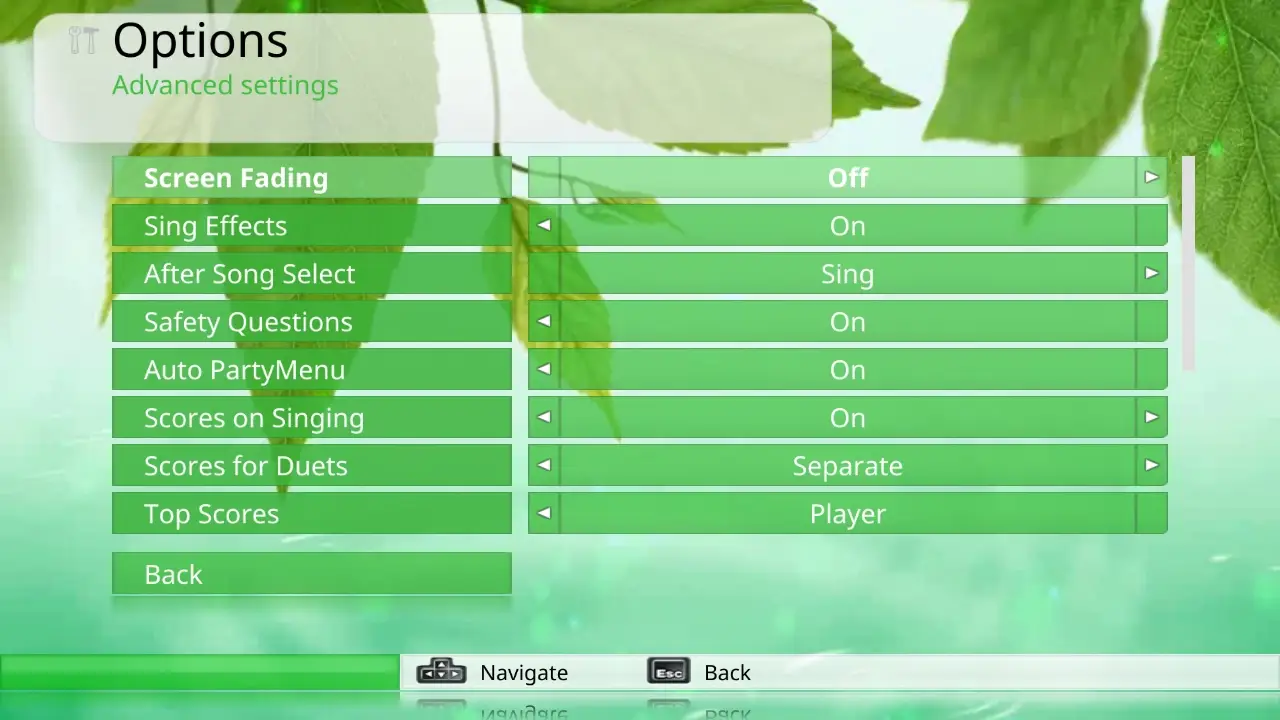 Options
Advanced settings
Screen Fading Off
Sing Effects On
After Song Select Sing
Safety Questions On
Auto PartyMenu On
Scores on Singing On
Scores for Duets Separate
Top Scores Player
Back
Navigate Esc Back